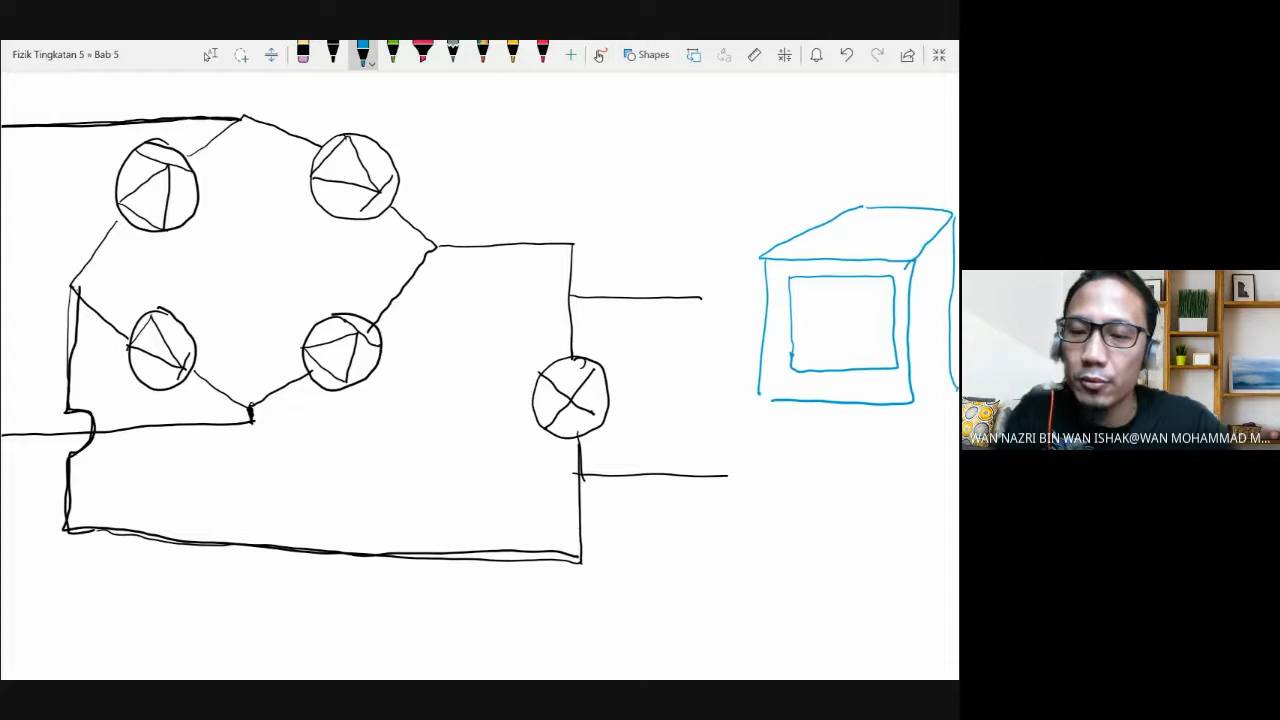 Fizik Tingkatan 5 » Bab 5
Shapes
WAN NAZRI BIN WAN ISHAK@WAN MOHAMMAD M...